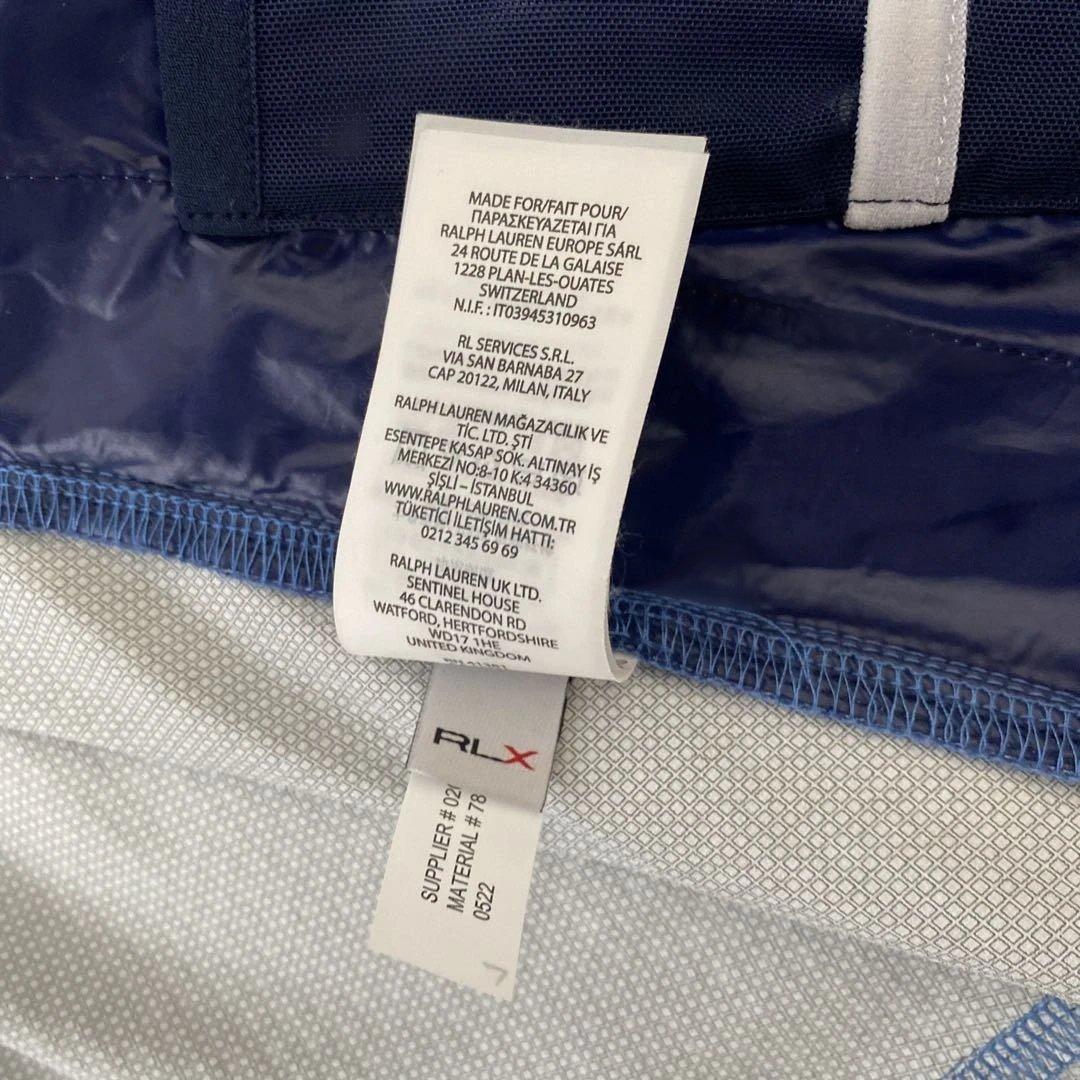 MADE FOR/FAIT POUR/
ΠΑΡΑΣΚΕΥΑΖΕΤΑΙ ΓΙΑ
RALPH LAUREN EUROPE SÁRL
24 ROUTE DE LA GALAISE
1228 PLAN-LES-OUATES
SWITZERLAND
N.I.F. : IT03945310963
RL SERVICES S.R.L.
VIA SAN BARNABA 27
CAP 20122, MILAN, ITALY
RALPH LAUREN MAĞAZACILIK VE
TİC. LTD. ŞTİ
ESENTEPE KASAP SOK. ALTINAY İŞ
MERKEZİ NO:8-10 K:4 34360
ŞİŞLİ – İSTANBUL
WWW.RALPHLAUREN.COM.TR
TÜKETİCİ İLETİŞİM HATTI:
0212 345 69 69
RALPH LAUREN UK LTD.
SENTINEL HOUSE
46 CLARENDON RD
WATFORD, HERTFORDSHIRE
WD17 1HE
UNITED KINGDOM
RLX
SUPPLIER # 02
MATERIAL # 78
0522